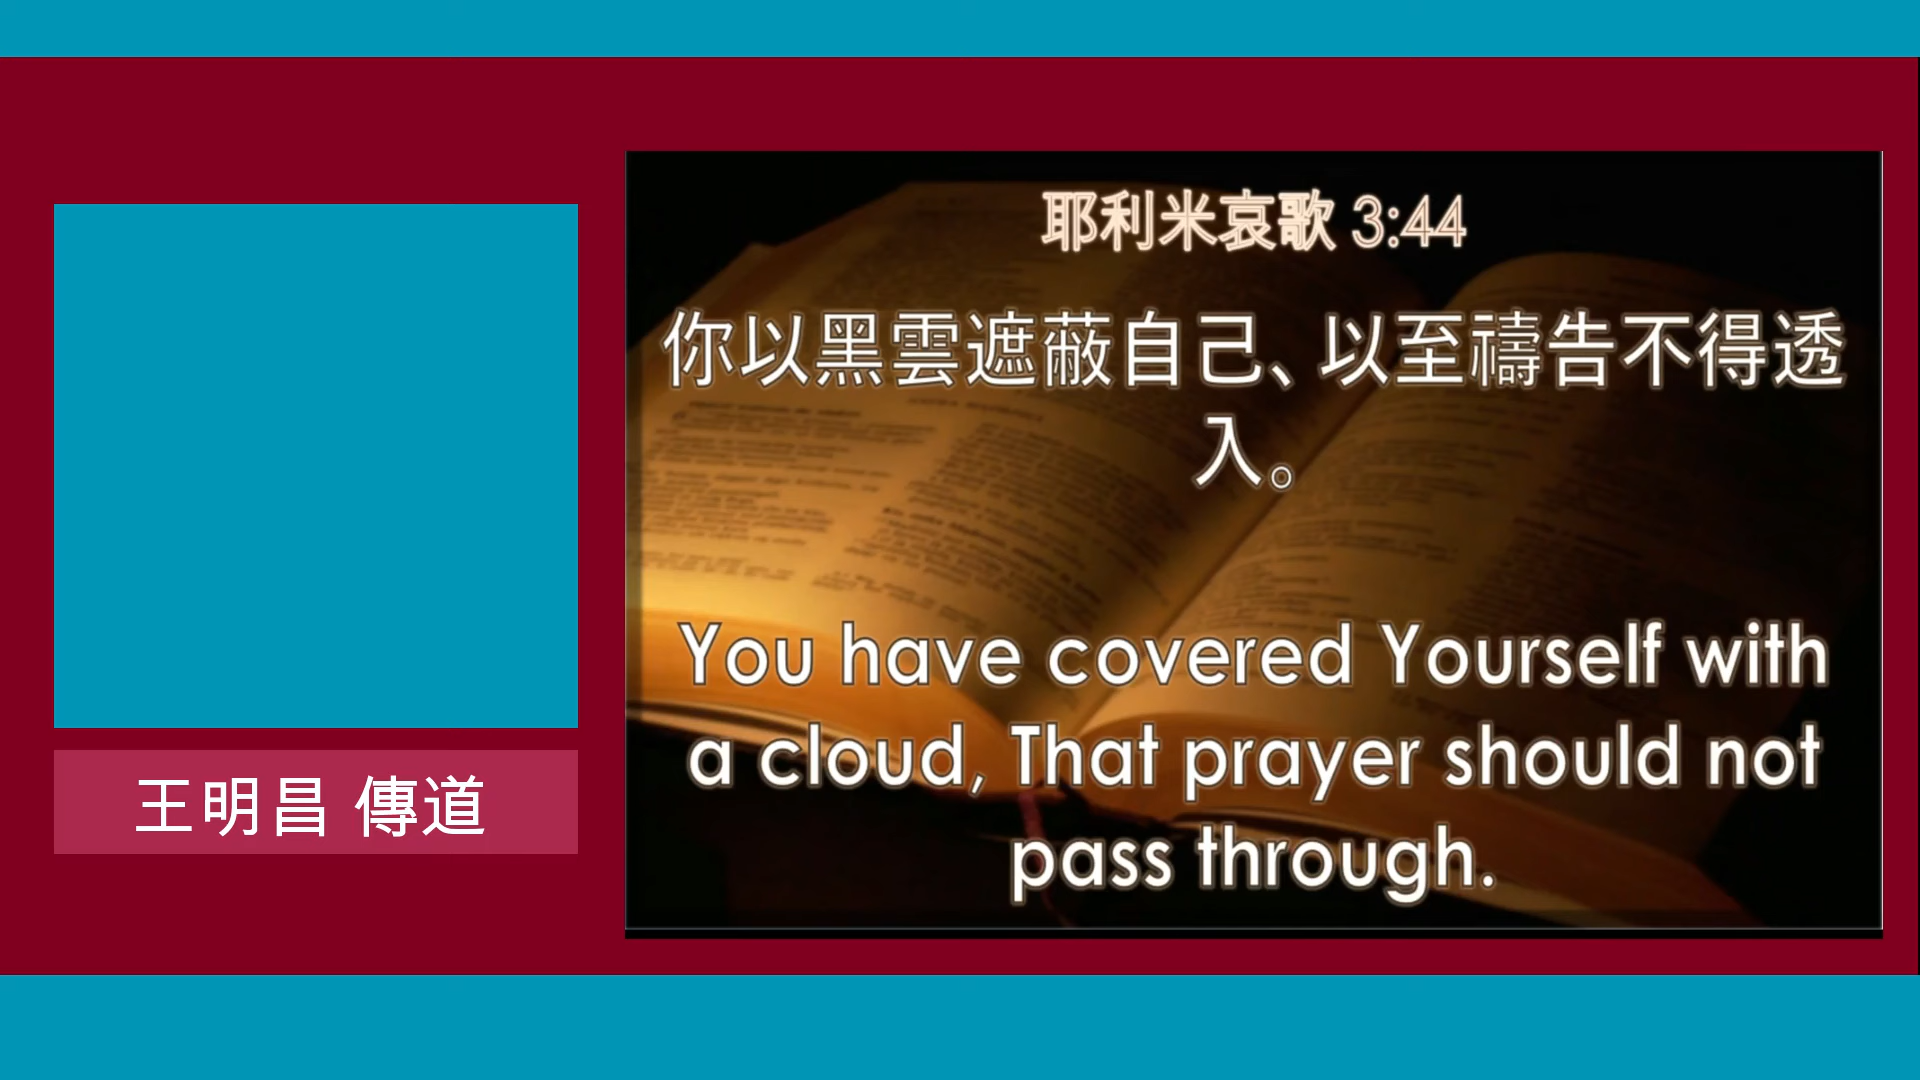 耶利米哀歌 3:44
你以黑雲遮蔽自己、以至禱告不得透
入。
You have covered Yourself with
a cloud, That prayer should not
pass through.
王明昌 傳道